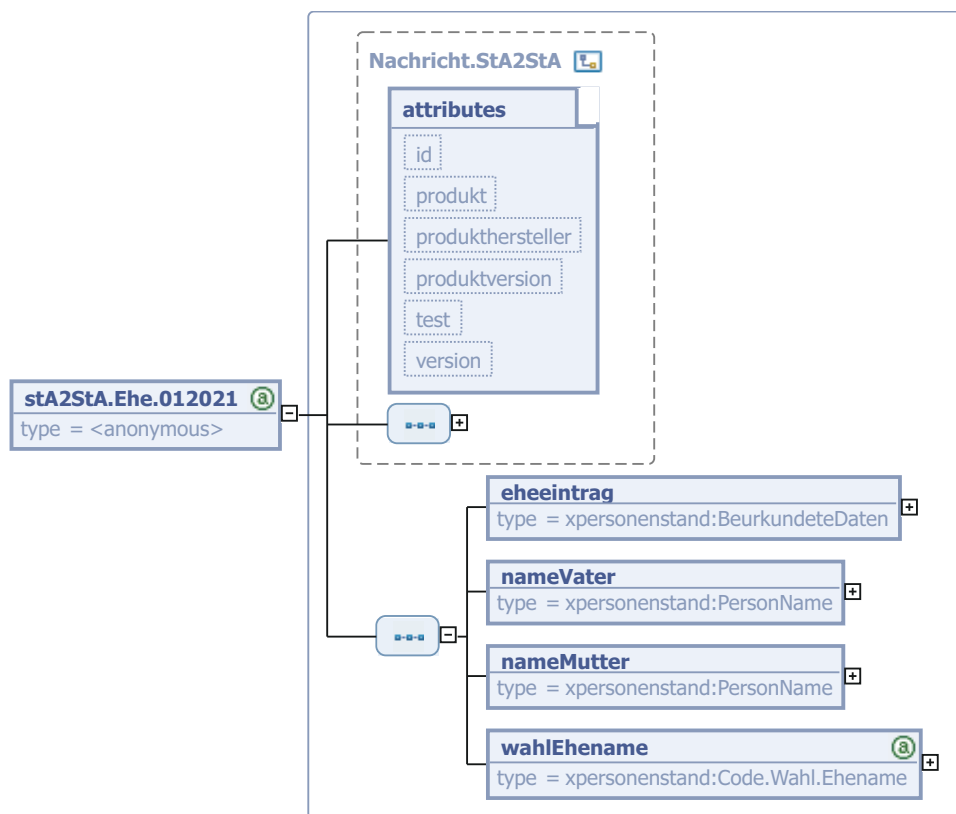 Nachricht.StA2StA
attributes
id
produkt
produkthersteller
produktversion
test
version
stA2StA.Ehe.012021
type = <anonymous>
eheeintrag
type = xpersonenstand:BeurkundeteDaten
nameVater
type = xpersonenstand:PersonName
nameMutter
type = xpersonenstand:PersonName
wahlEhename
type = xpersonenstand:Code.Wahl.Ehename